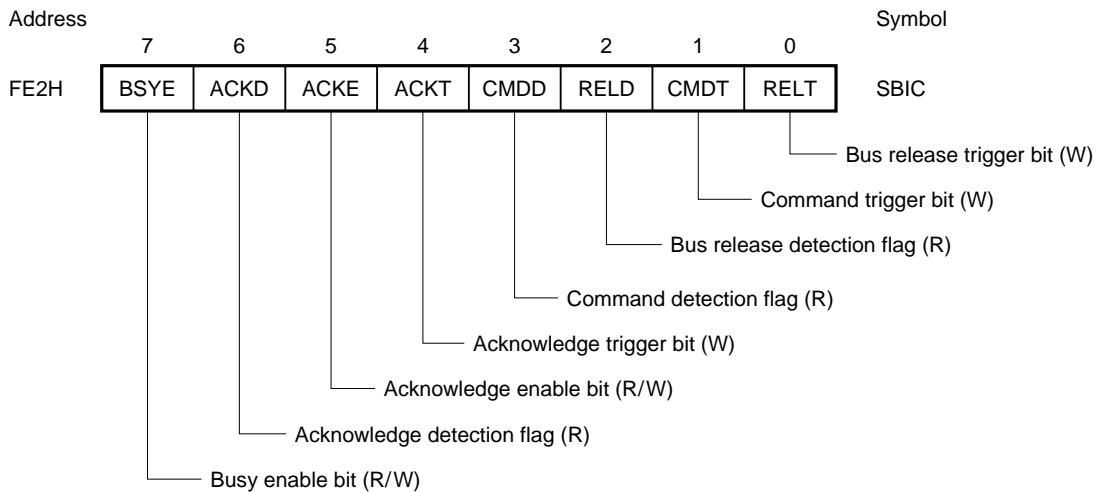 Address Symbol
7 6 5 4 3 2 1 0
FE2H BSYE ACKD ACKE ACKT CMDD RELD CMDT RELT SBIC
Bus release trigger bit (W)
Command trigger bit (W)
Bus release detection flag (R)
Command detection flag (R)
Acknowledge trigger bit (W)
Acknowledge enable bit (R/W)
Acknowledge detection flag (R)
Busy enable bit (R/W)